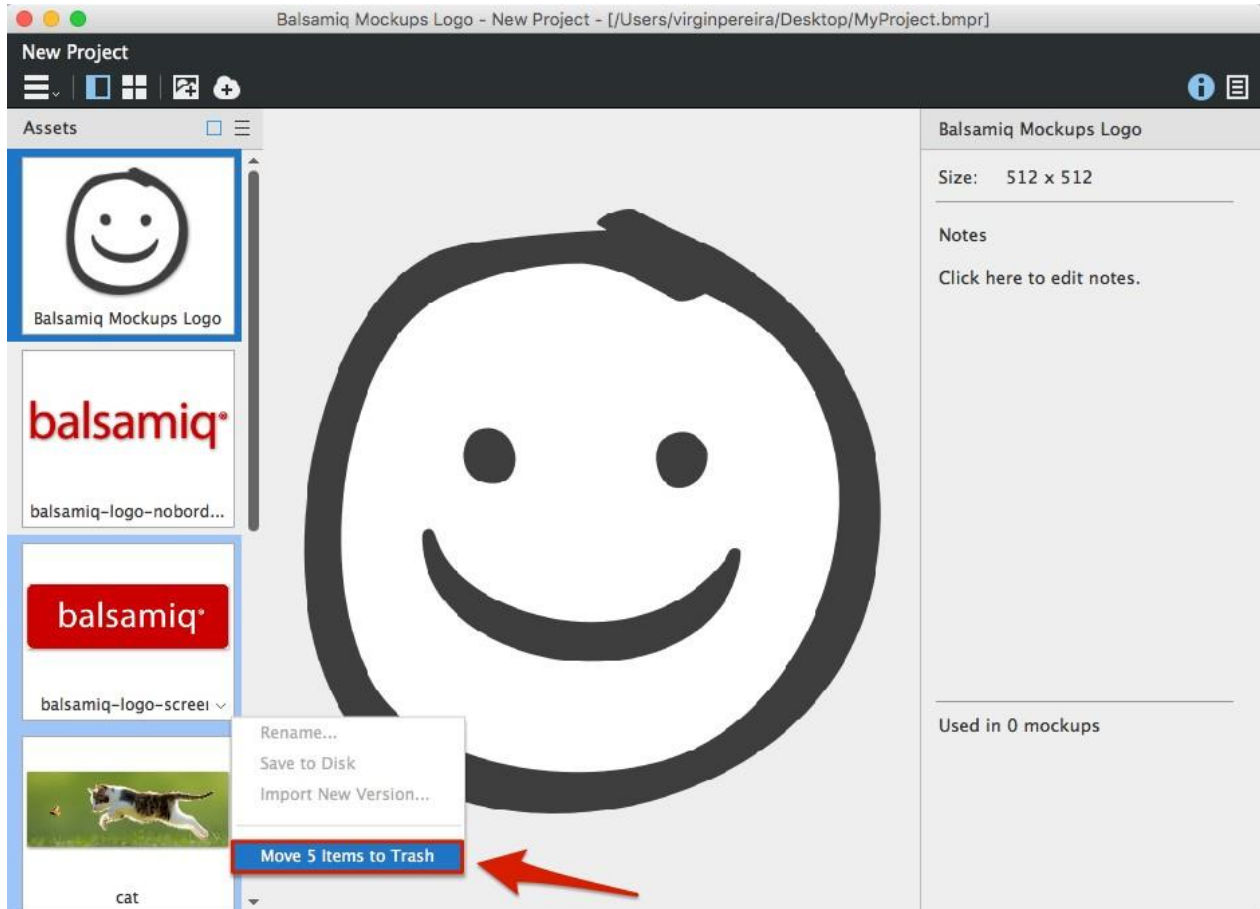 Balsamiq Mockups Logo - New Project - [/Users/virginpereira/Desktop/MyProject.bmpr]
New Project
Assets
Balsamiq Mockups Logo
balsamiq®
balsamiq-logo-nobord...
balsamiq®
balsamiq-logo-screei
cat
Rename...
Save to Disk
Import New Version...
Move 5 Items to Trash
Balsamiq Mockups Logo
Size: 512 x 512
Notes
Click here to edit notes.
Used in 0 mockups